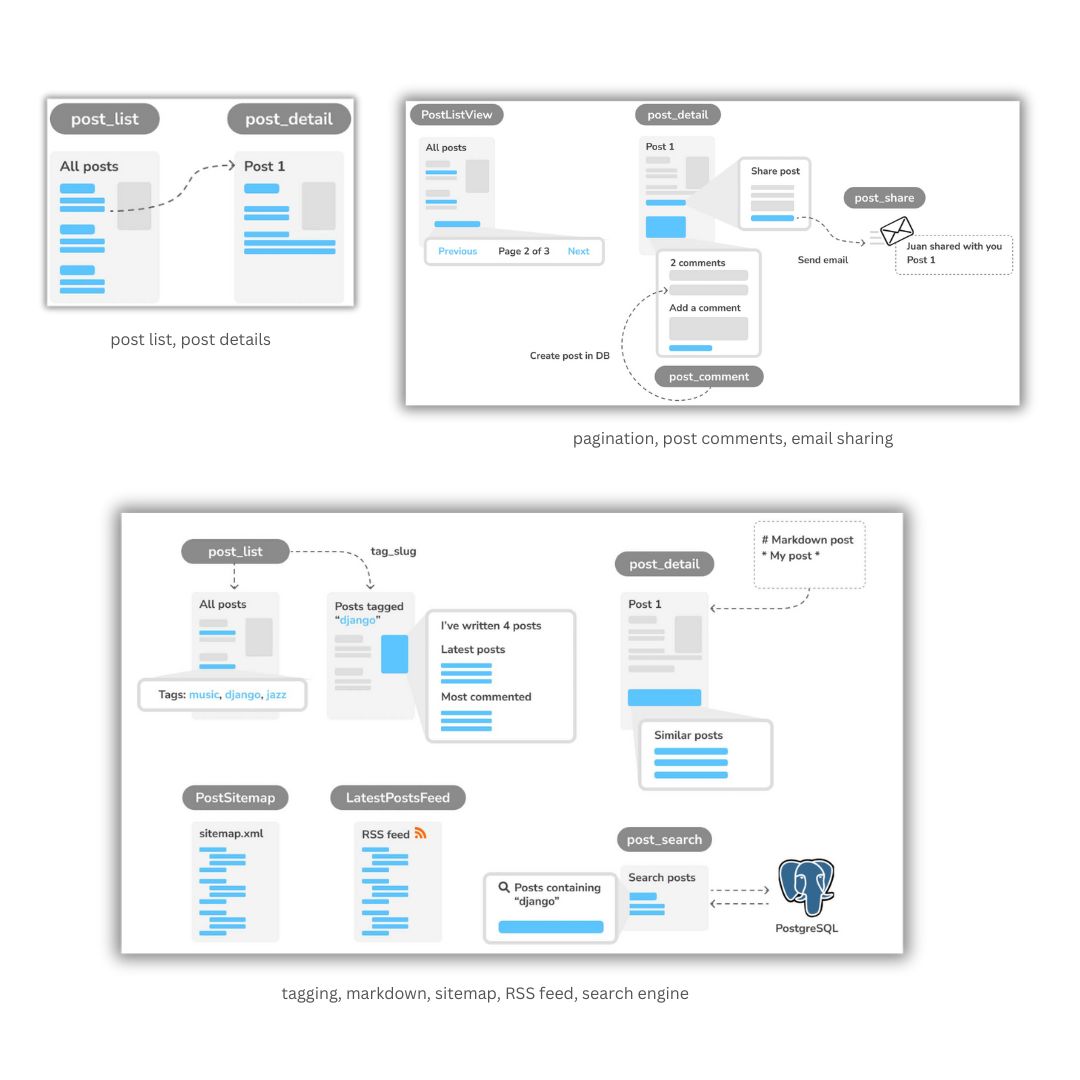 post_list
post_detail
All posts
Post 1
post list, post details
PostListView
post_detail
All posts
Previous
Page 2 of 3
Next
Post 1
Share post
post_share
Send email
Juan shared with you
Post 1
2 comments
Add a comment
Create post in DB
post_comment
pagination, post comments, email sharing
post_list
tag_slug
All posts
Tags: music, django, jazz
Posts tagged
“django”
I’ve written 4 posts
Latest posts
Most commented
post_detail
# Markdown post
* My post *
Post 1
Similar posts
PostSitemap
sitemap.xml
LatestPostsFeed
RSS feed
post_search
Search posts
Posts containing
“django”
PostgreSQL
tagging, markdown, sitemap, RSS feed, search engine